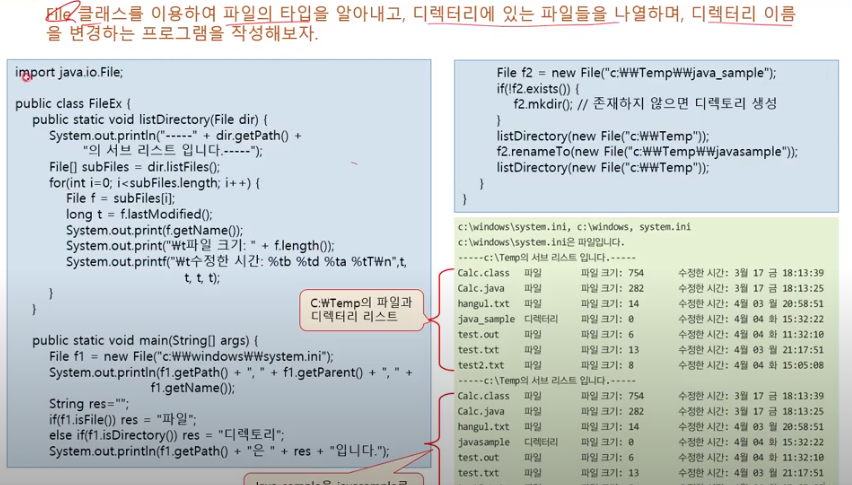 File 클래스를 이용하여 파일의 타입을 알아내고, 디렉터리에 있는 파일들을 나열하며, 디렉터리 이름
을 변경하는 프로그램을 작성해보자.
import java.io.File;
public class FileEx {
public static void listDirectory(File dir) {
System.out.println("-----" + dir.getPath() +
"의 서브 리스트 입니다.-----");
File[] subFiles = dir.listFiles();
for(int i=0; i<subFiles.length; i++) {
File f = subFiles[i];
long t = f.lastModified();
System.out.print(f.getName());
System.out.print("₩t파일 크기: " + f.length());
System.out.printf("₩t수정한 시간: %tb %td %ta %tT₩n",t,
t, t, t);
}
}
public static void main(String[] args) {
File f1 = new File("c:₩₩windows₩₩system.ini");
System.out.println(f1.getPath() + ", " + f1.getParent() + ", " +
f1.getName());
String res="";
if(f1.isFile()) res = "파일";
else if(f1.isDirectory()) res = "디렉토리";
System.out.println(f1.getPath() + "은 " + res + "입니다.");
File f2 = new File("c:₩₩Temp₩₩java_sample");
if(!f2.exists()) {
f2.mkdir(); // 존재하지 않으면 디렉토리 생성
}
listDirectory(new File("c:₩₩Temp"));
f2.renameTo(new File("c:₩₩Temp₩₩javasample"));
listDirectory(new File("c:₩₩Temp"));
}
}
c:\windows\system.ini, c:\windows, system.ini
c:\windows\system.ini은 파일입니다.
-----c:\Temp의 서브 리스트 입니다.-----
Calc.class 파일 파일 크기: 754 수정한 시간: 3월 17 금 18:13:39
Calc.java 파일 파일 크기: 282 수정한 시간: 3월 17 금 18:13:25
hangul.txt 파일 파일 크기: 14 수정한 시간: 4월 03 월 20:58:51
java_sample 디렉터리 파일 크기: 0 수정한 시간: 4월 04 화 15:32:22
test.out 파일 파일 크기: 6 수정한 시간: 4월 04 화 11:32:10
test.txt 파일 파일 크기: 13 수정한 시간: 4월 03 월 21:17:51
test2.txt 파일 파일 크기: 8 수정한 시간: 4월 04 화 15:05:08
-----c:\Temp의 서브 리스트 입니다.-----
Calc.class 파일 파일 크기: 754 수정한 시간: 3월 17 금 18:13:39
Calc.java 파일 파일 크기: 282 수정한 시간: 3월 17 금 18:13:25
hangul.txt 파일 파일 크기: 14 수정한 시간: 4월 03 월 20:58:51
javasample 디렉터리 파일 크기: 0 수정한 시간: 4월 04 화 15:32:22
test.out 파일 파일 크기: 6 수정한 시간: 4월 04 화 11:32:10
test.txt 파일 파일 크기: 13 수정한 시간: 4월 03 월 21:17:51
C:₩Temp의 파일과
디렉터리 리스트